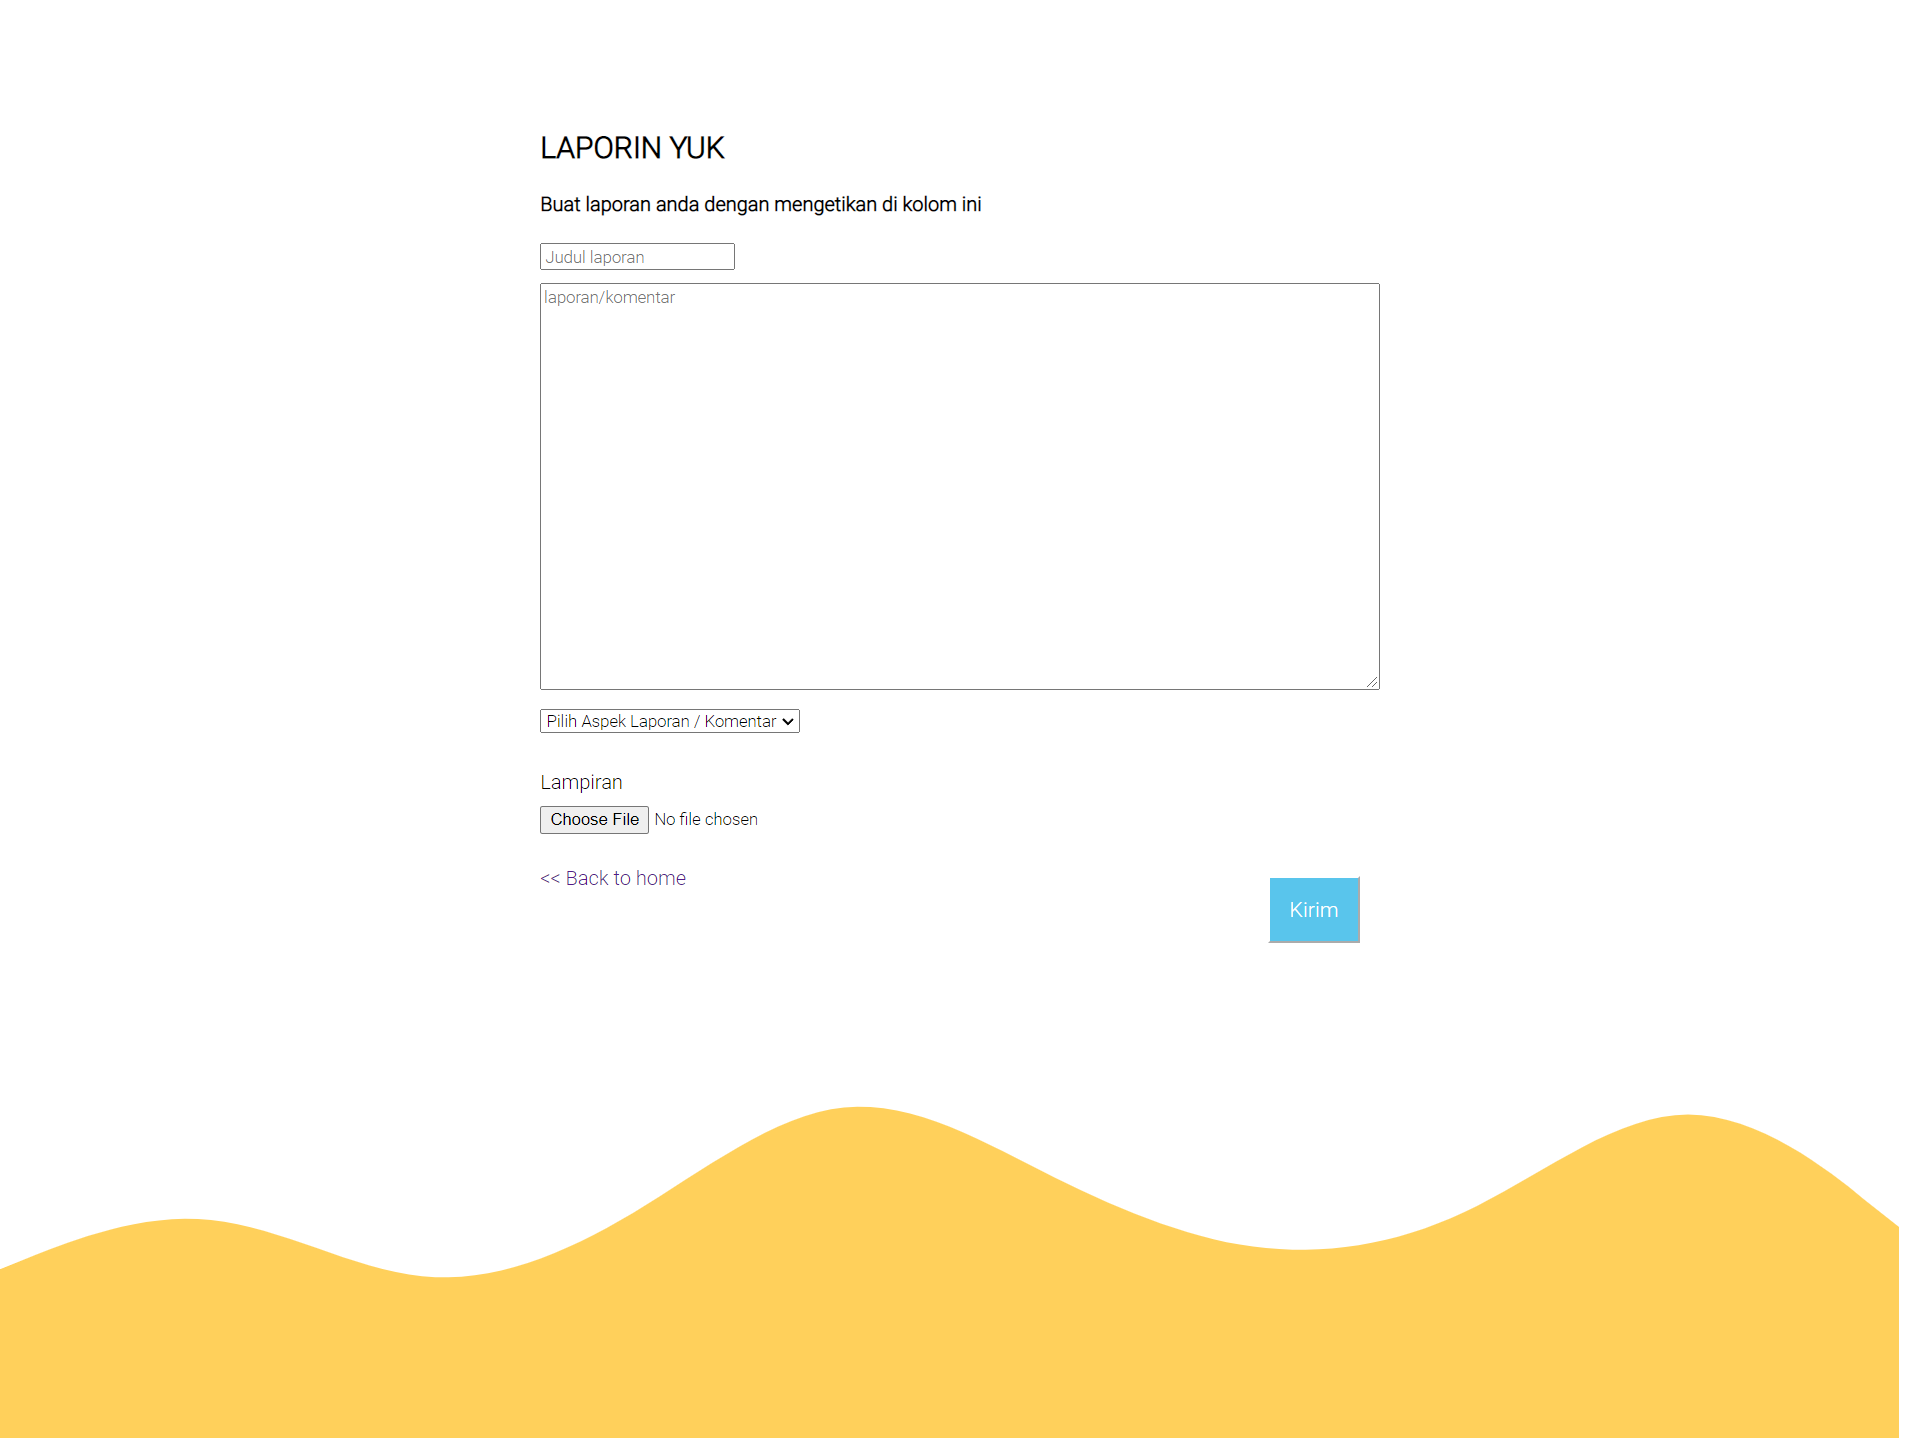 LAPORIN YUK
Buat laporan anda dengan mengetikan di kolom ini
Judul laporan
laporan/komentar
Pilih Aspek Laporan / Komentar
Lampiran
Choose File No file chosen
<< Back to home
Kirim